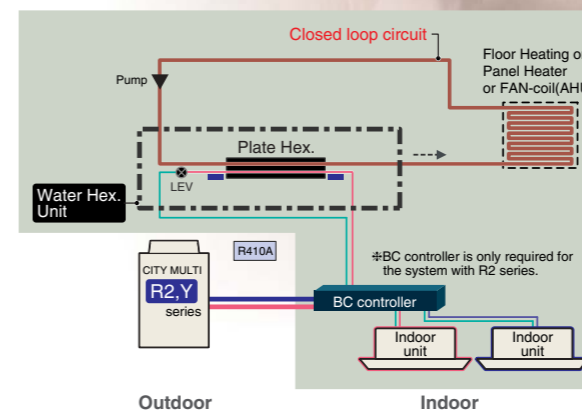 Closed loop circuit
Floor Heating o
Panel Heater
or FAN-coil(AHU
Pump
Plate Hex.
LEV
Water Hex.
Unit
R410A
※BC controller is only required for
the system with R2 series.
CITY MULTI
R2,Y
series
BC controller
Indoor
unit
Indoor
unit
Outdoor
Indoor